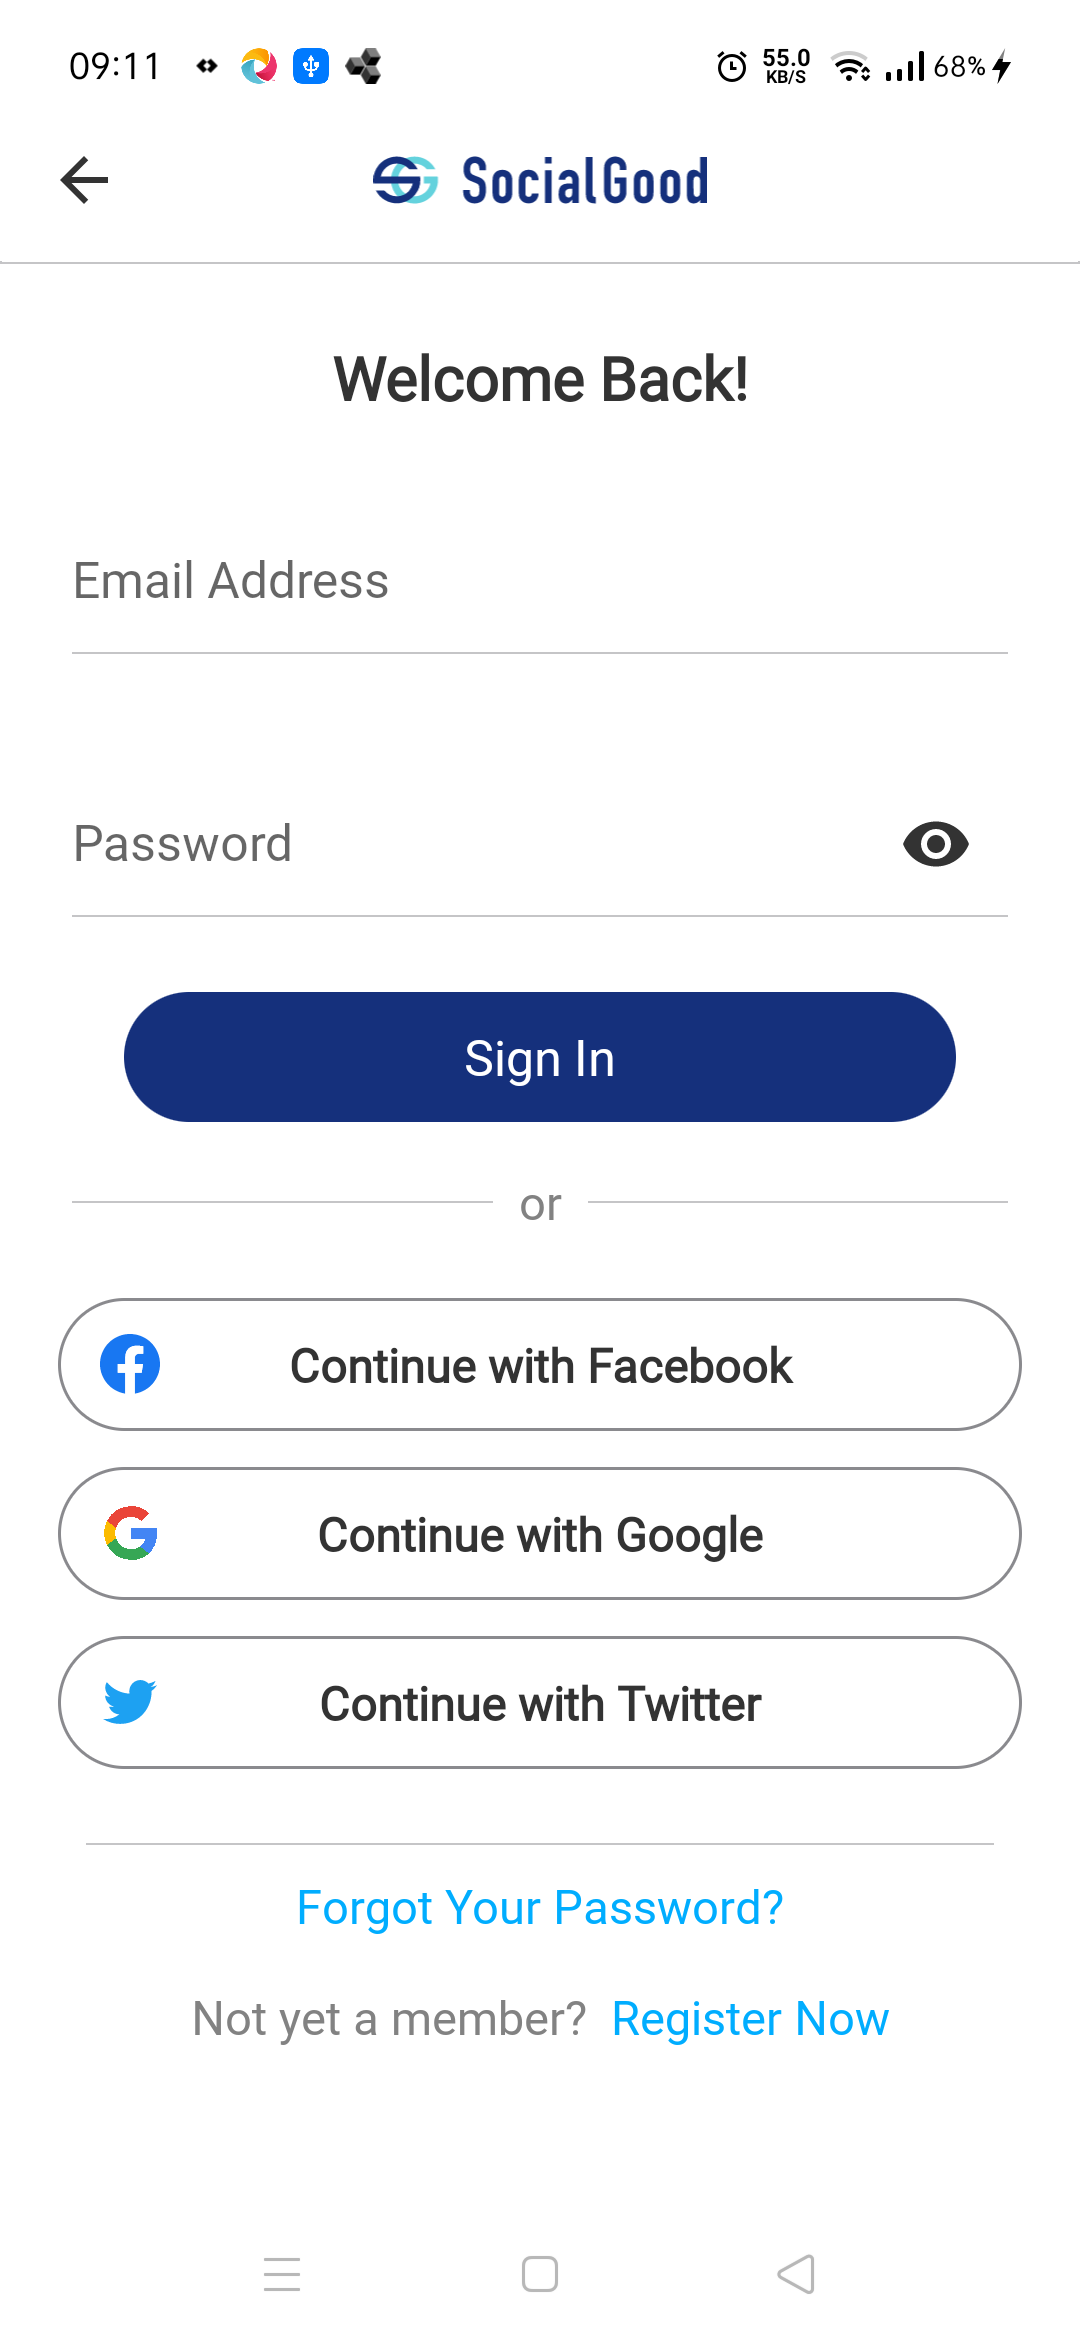 09:11 55.0 KB/S 68%
SocialGood
Welcome Back!
Email Address
Password
Sign In
or
Continue with Facebook
Continue with Google
Continue with Twitter
Forgot Your Password?
Not yet a member? Register Now